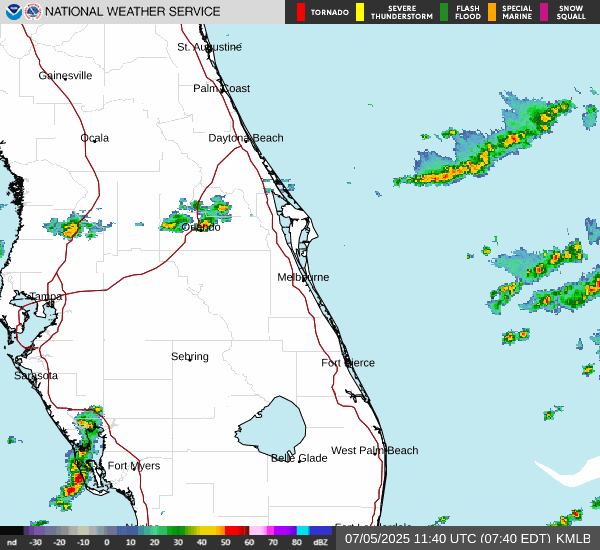 NATIONAL WEATHER SERVICE
TORNADO
SEVERE THUNDERSTORM
FLASH FLOOD
SPECIAL MARINE
SNOW SQUALL
St. Augustine
Gainesville
Palm Coast
Ocala
Daytona Beach
Orlando
Melbourne
Tampa
Sebring
Fort Pierce
Sarasota
West Palm Beach
Belle Glade
Fort Myers
nd -30 -20 -10 0 10 20 30 40 50 60 70 80 dBZ
07/05/2025 11:40 UTC (07:40 EDT) KMLB